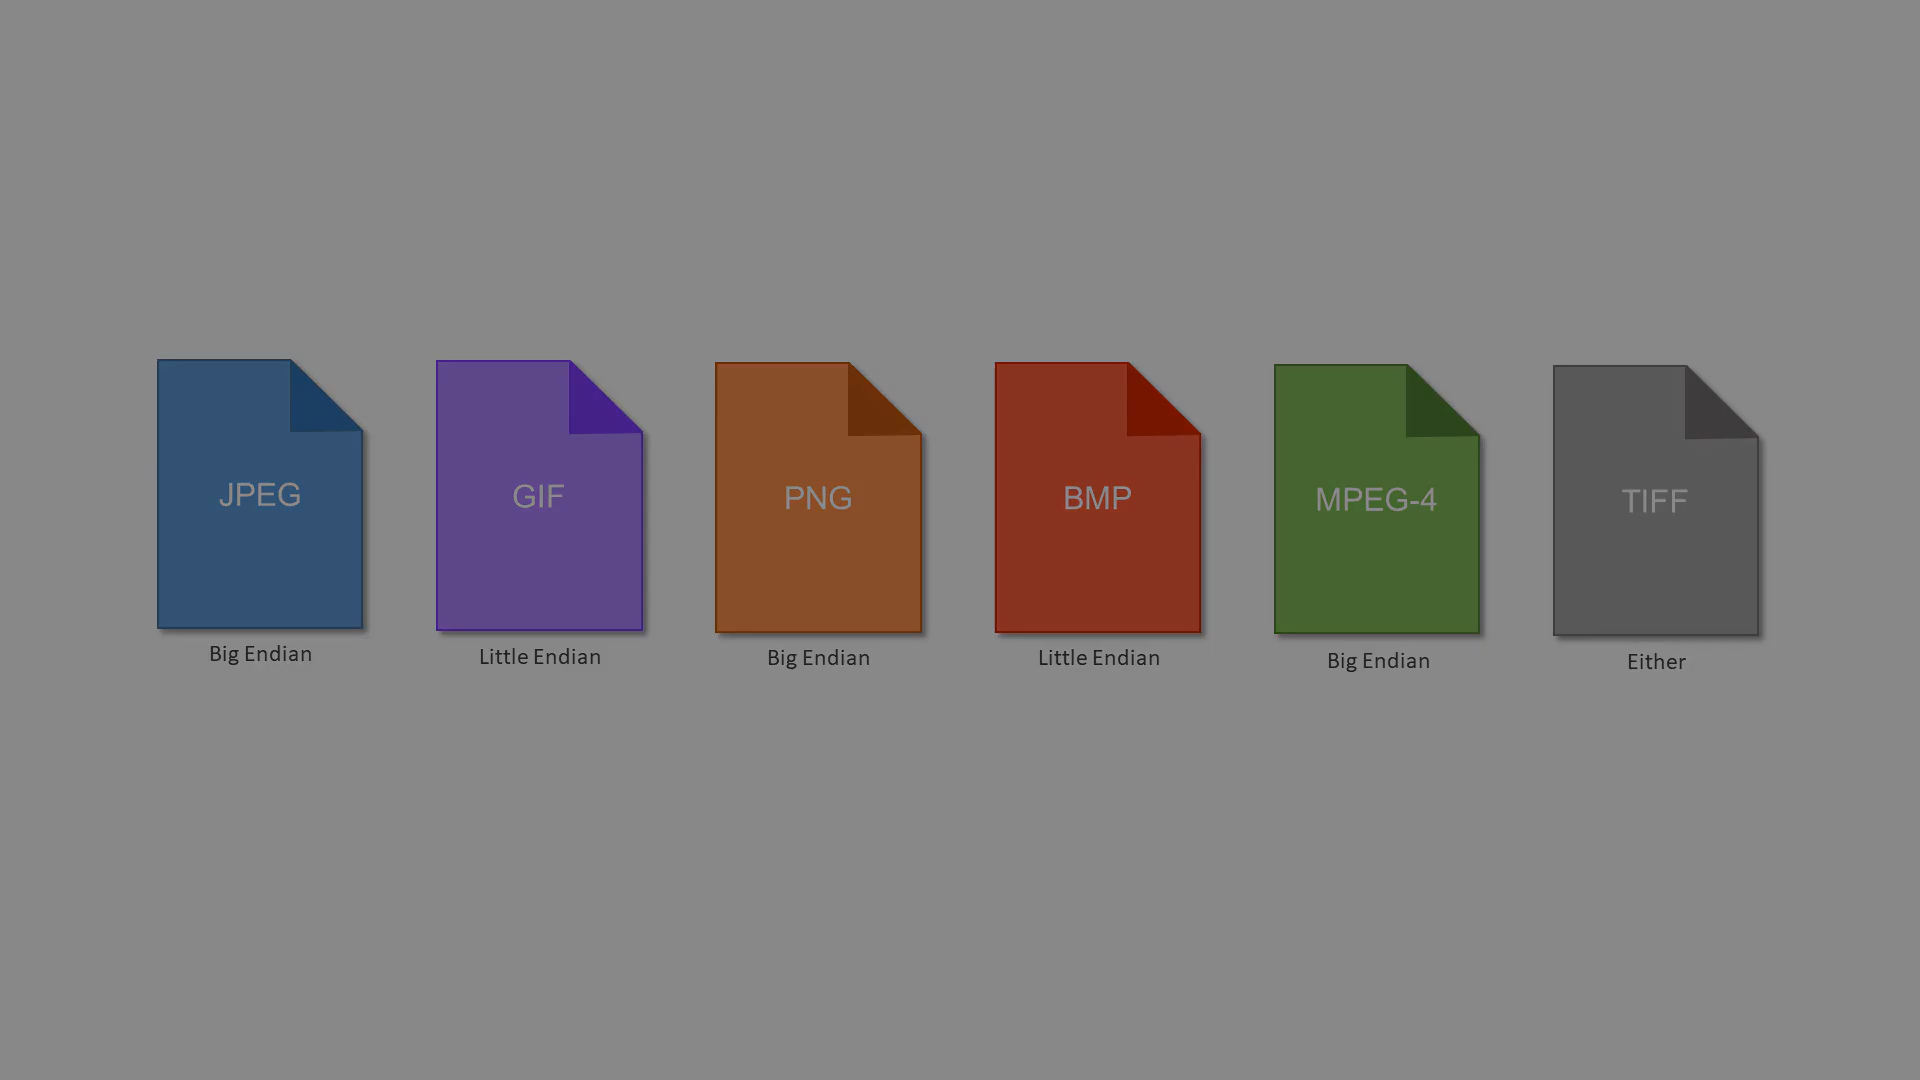 JPEG
GIF
PNG
BMP
MPEG-4
TIFF
Big Endian
Little Endian
Big Endian
Little Endian
Big Endian
Either